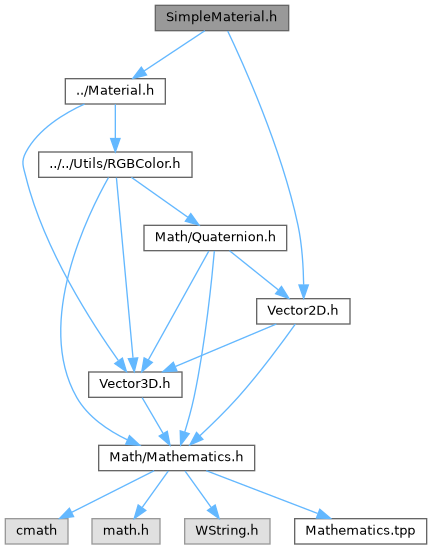 SimpleMaterial.h
../Material.h
../../Utils/RGBColor.h
Math/Quaternion.h
Vector2D.h
Vector3D.h
Math/Mathematics.h
cmath
math.h
WString.h
Mathematics.tpp